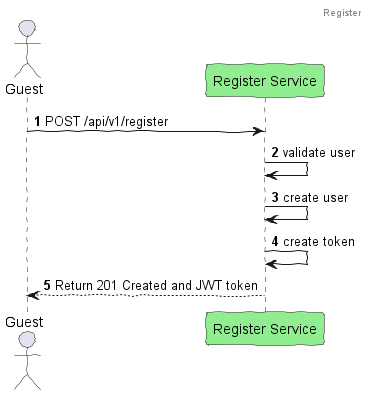 Register
Guest
Register Service
1 POST /api/v1/register
2 validate user
3 create user
4 create token
5 Return 201 Created and JWT token
Guest
Register Service